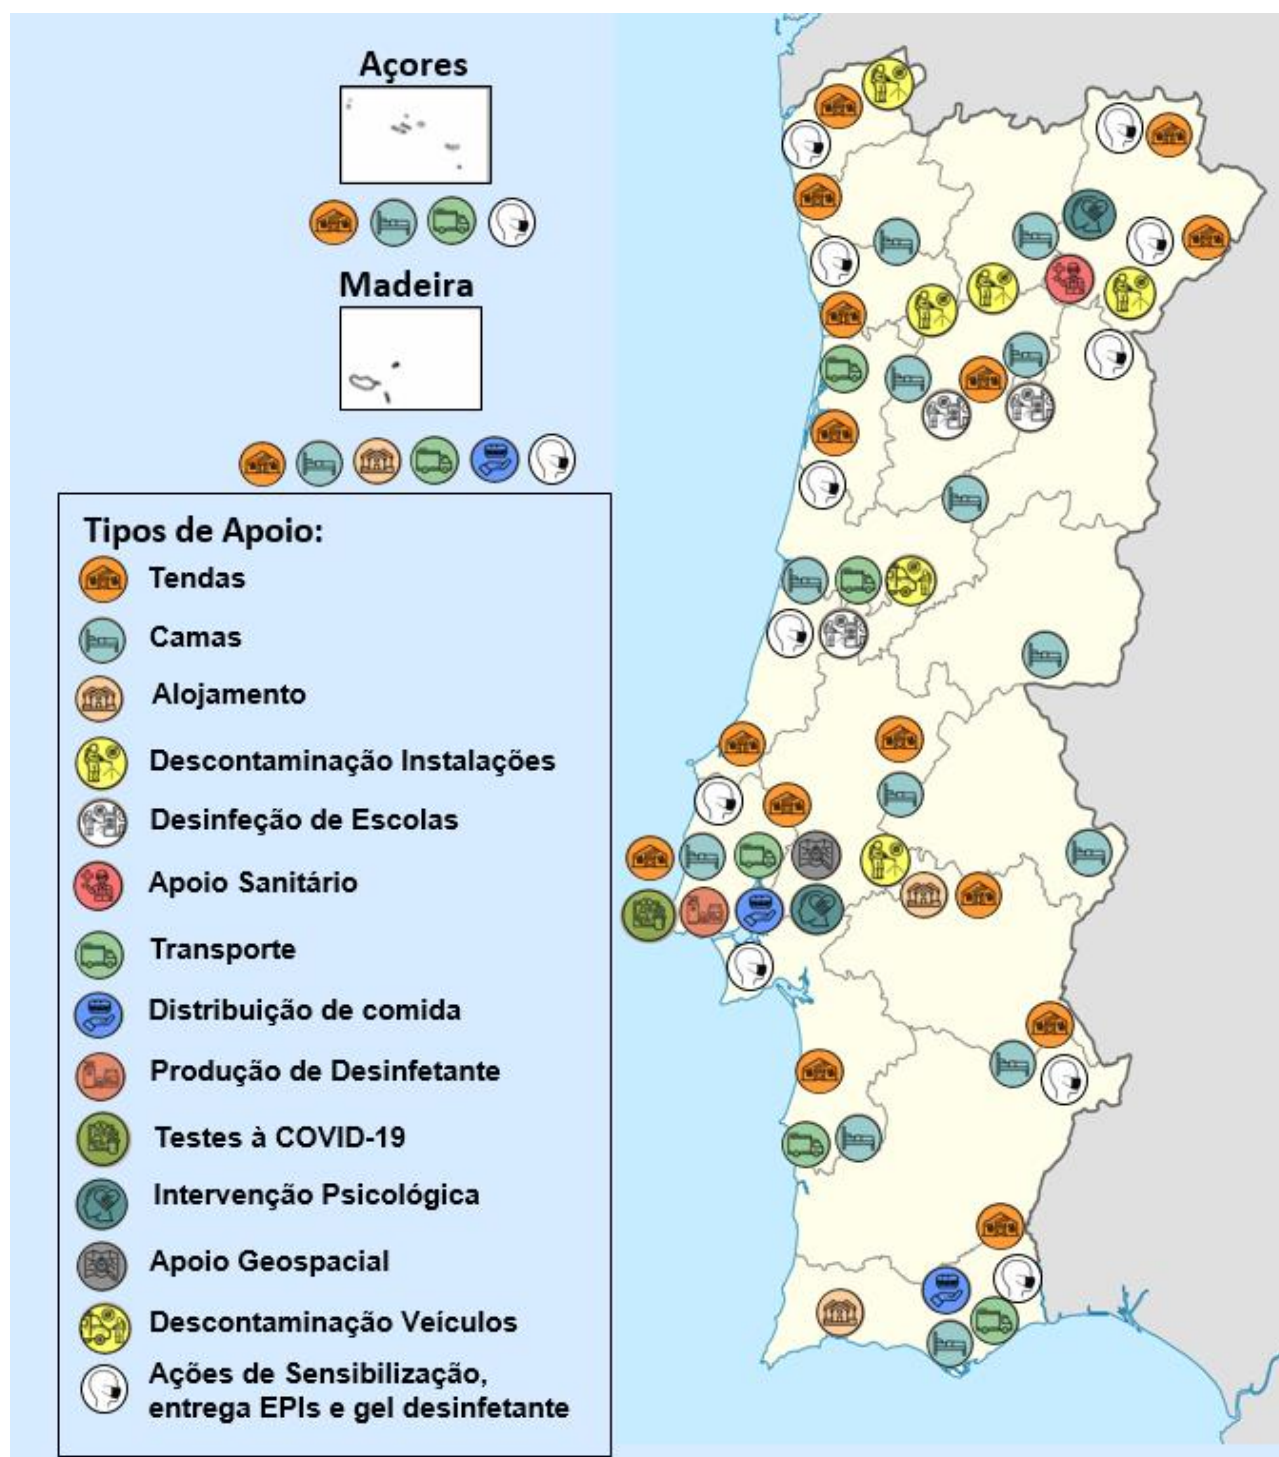 Açores
Madeira
Tipos de Apoio:
Tendas
Camas
Alojamento
Descontaminação Instalações
Desinfeção de Escolas
Apoio Sanitário
Transporte
Distribuição de comida
Produção de Desinfetante
Testes à COVID-19
Intervenção Psicológica
Apoio Geospacial
Descontaminação Veículos
Ações de Sensibilização,
entrega EPIs e gel desinfetante